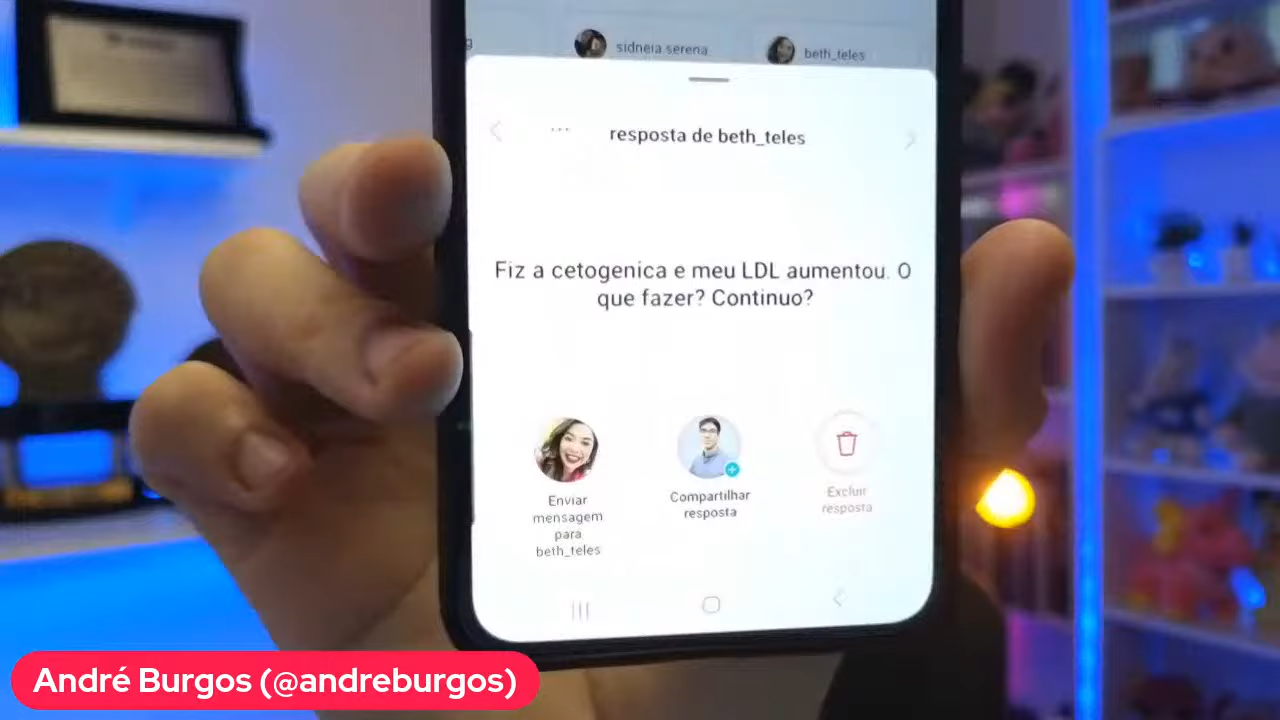 sidneia.serena
beth_teles
resposta de beth_teles
Fiz a cetogenica e meu LDL aumentou. O
que fazer? Continuo?
Enviar
mensagem
para
beth_teles
Compartilhar
resposta
Excluir
resposta
André Burgos (@andreburgos)